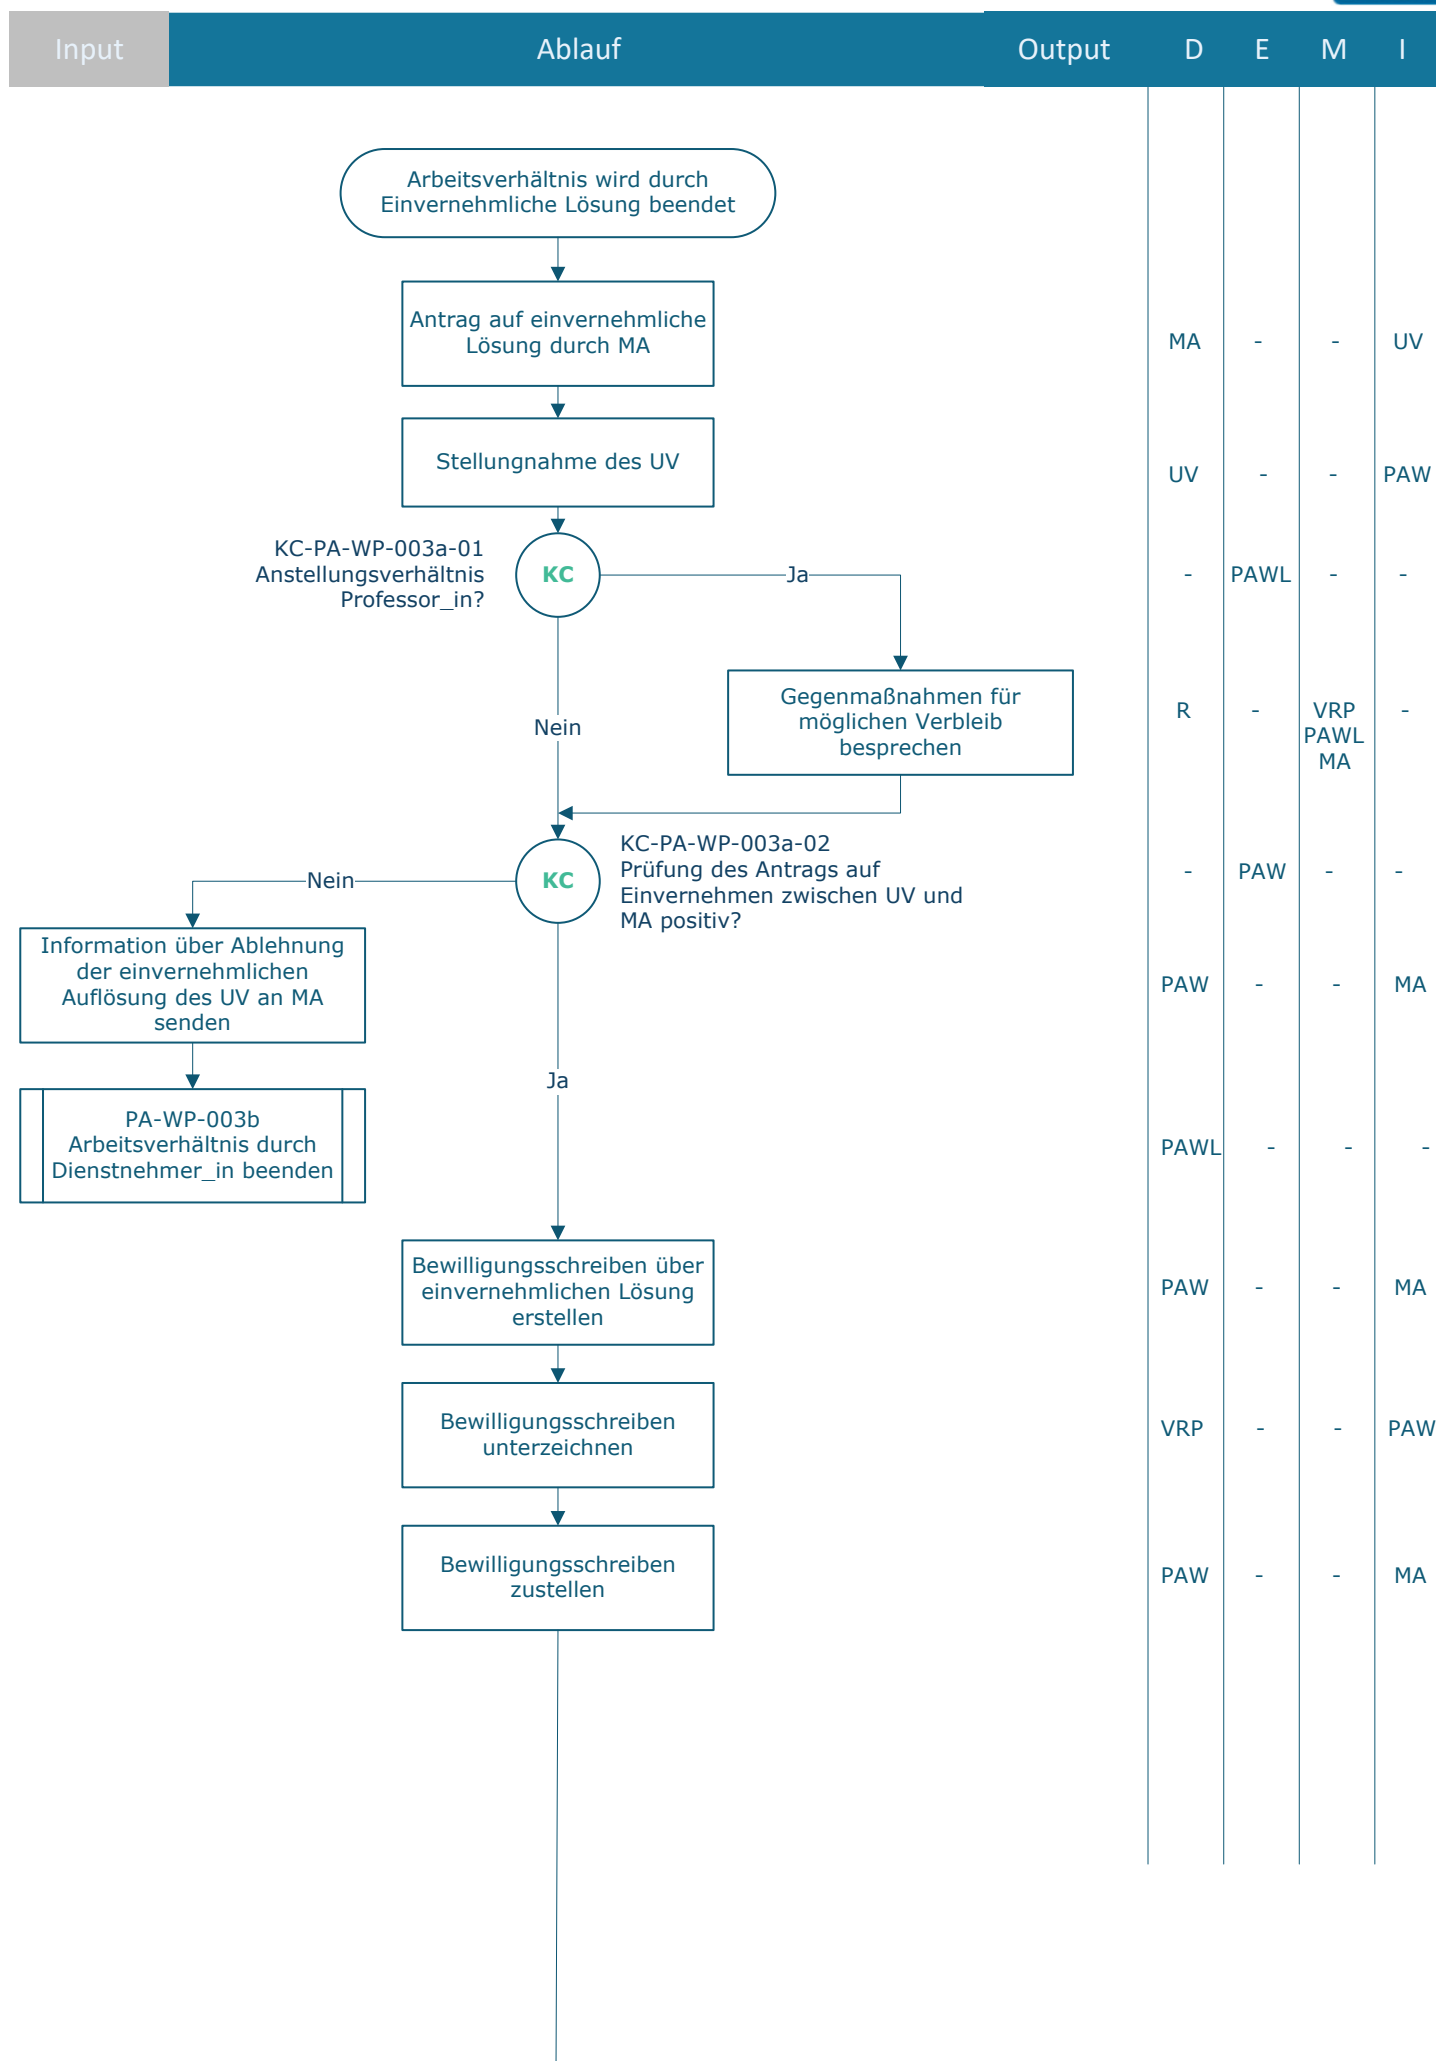 Input Ablauf Output D E M I
Arbeitsverhältnis wird durch
Einvernehmliche Lösung beendet
Antrag auf einvernehmliche
Lösung durch MA
MA - - UV
Stellungnahme des UV
UV - - PAW
KC-PA-WP-003a-01
Anstellungsverhältnis
Professor_in?
KC
Ja
- PAWL - -
Gegenmaßnahmen für
möglichen Verbleib
besprechen
R - VRP -
PAWL
MA
Nein
KC
KC-PA-WP-003a-02
Prüfung des Antrags auf
Einvernehmen zwischen UV und
MA positiv?
- PAW - -
Nein
Information über Ablehnung
der einvernehmlichen
Auflösung des UV an MA
senden
PAW - - MA
Ja
PA-WP-003b
Arbeitsverhältnis durch
Dienstnehmer_in beenden
PAWL - - -
Bewilligungsschreiben über
einvernehmlichen Lösung
erstellen
PAW - - MA
Bewilligungsschreiben
unterzeichnen
VRP - - PAW
Bewilligungsschreiben
zustellen
PAW - - MA